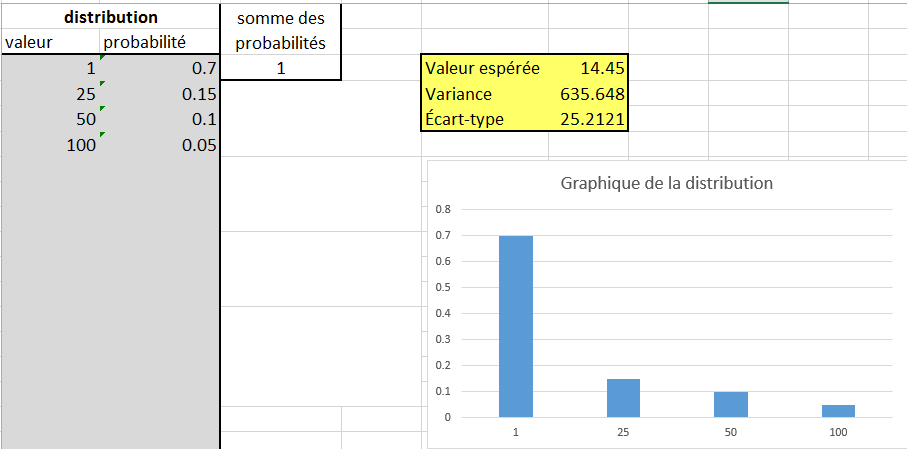 distribution
valeur probabilité
1 0.7
25 0.15
50 0.1
100 0.05
somme des
probabilités
1
Valeur espérée 14.45
Variance 635.648
Écart-type 25.2121
Graphique de la distribution
0.8
0.7
0.6
0.5
0.4
0.3
0.2
0.1
0
1 25 50 100